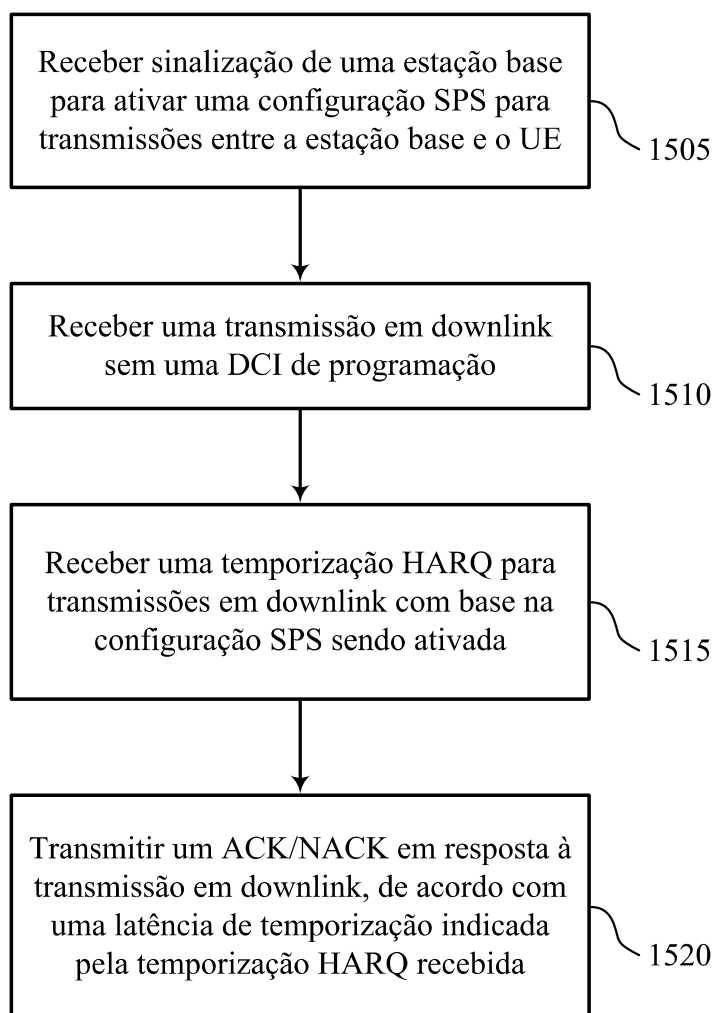 Receber sinalização de uma estação base
para ativar uma configuração SPS para
transmissões entre a estação base e o UE
1505
Receber uma transmissão em downlink
sem uma DCI de programação
1510
Receber uma temporização HARQ para
transmissões em downlink com base na
configuração SPS sendo ativada
1515
Transmitir um ACK/NACK em resposta à
transmissão em downlink, de acordo com
uma latência de temporização indicada
pela temporização HARQ recebida
1520